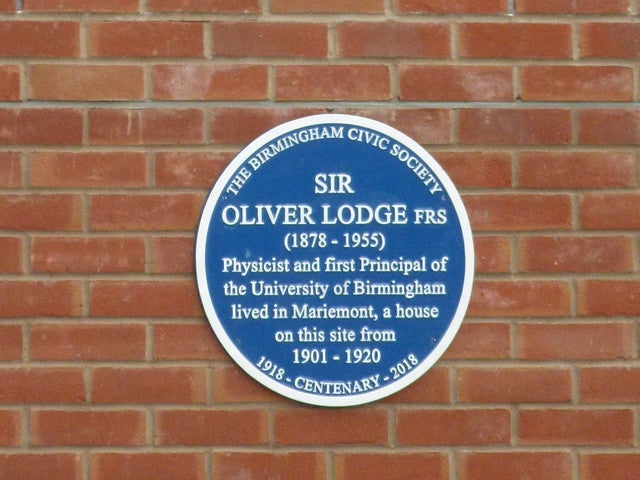 THE BIRMINGHAM CIVIC SOCIETY
SIR
OLIVER LODGE FRS
(1878 - 1955)
Physicist and first Principal of
the University of Birmingham
lived in Mariemont, a house
on this site from
1901 - 1920
1918 - CENTENARY - 2018